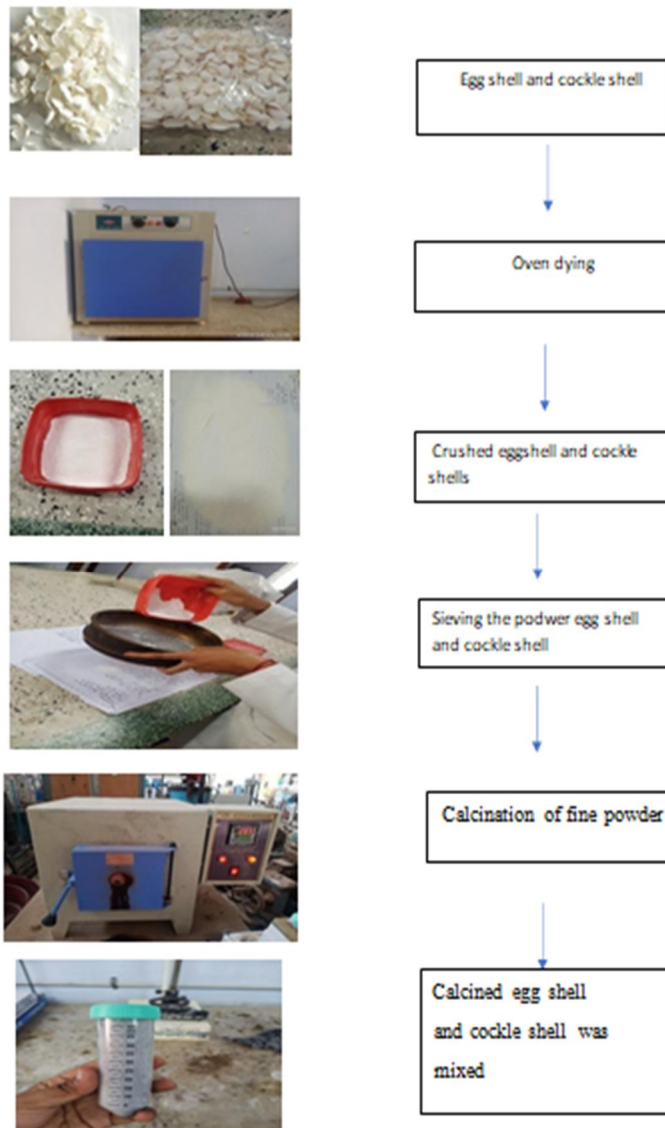 Egg shell and cockle shell
Oven dying
Crushed eggshell and cockle
shells
Sieving the podwer egg shell
and cockle shell
Calcination of fine powder
Calcined egg shell
and cockle shell was
mixed